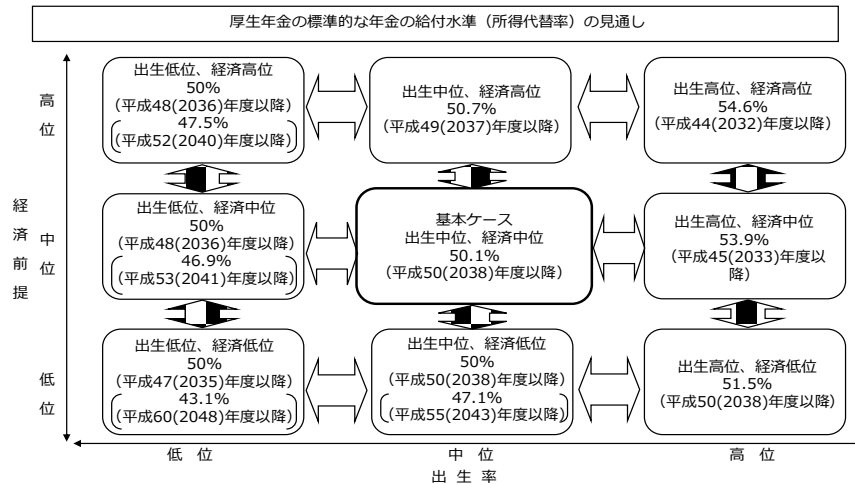 厚生年金の標準的な年金の給付水準（所得代替率）の見通し
高位
出生低位、経済高位
50%
(平成48(2036)年度以降)
47.5%
(平成52(2040)年度以降)
出生中位、経済高位
50.7%
(平成49(2037)年度以降)
出生高位、経済高位
54.6%
(平成44(2032)年度以降)
経済前提
中位
出生低位、経済中位
50%
(平成48(2036)年度以降)
46.9%
(平成53(2041)年度以降)
基本ケース
出生中位、経済中位
50.1%
(平成50(2038)年度以降)
出生高位、経済中位
53.9%
(平成45(2033)年度以
降)
低位
出生低位、経済低位
50%
(平成47(2035)年度以降)
43.1%
(平成60(2048)年度以降)
出生中位、経済低位
50%
(平成50(2038)年度以降)
47.1%
(平成55(2043)年度以降)
出生高位、経済低位
51.5%
(平成50(2038)年度以降)
低 位 中 位 高 位
出 生 率